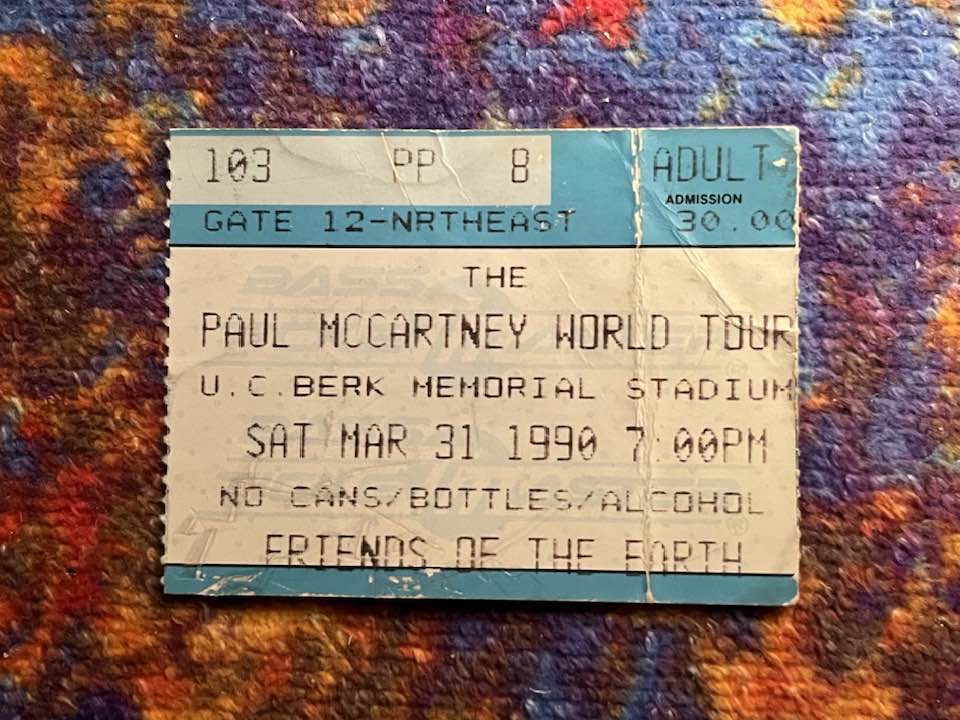 103 PP 8 ADULT
ADMISSION
GATE 12-NRTHEAST 30.00
THE
PAUL MCCARTNEY WORLD TOUR
U.C.BERK MEMORIAL STADIUM
SAT MAR 31 1990 7:00PM
NO CANS/BOTTLES/ALCOHOL
FRIENDS OF THE EARTH
BASS